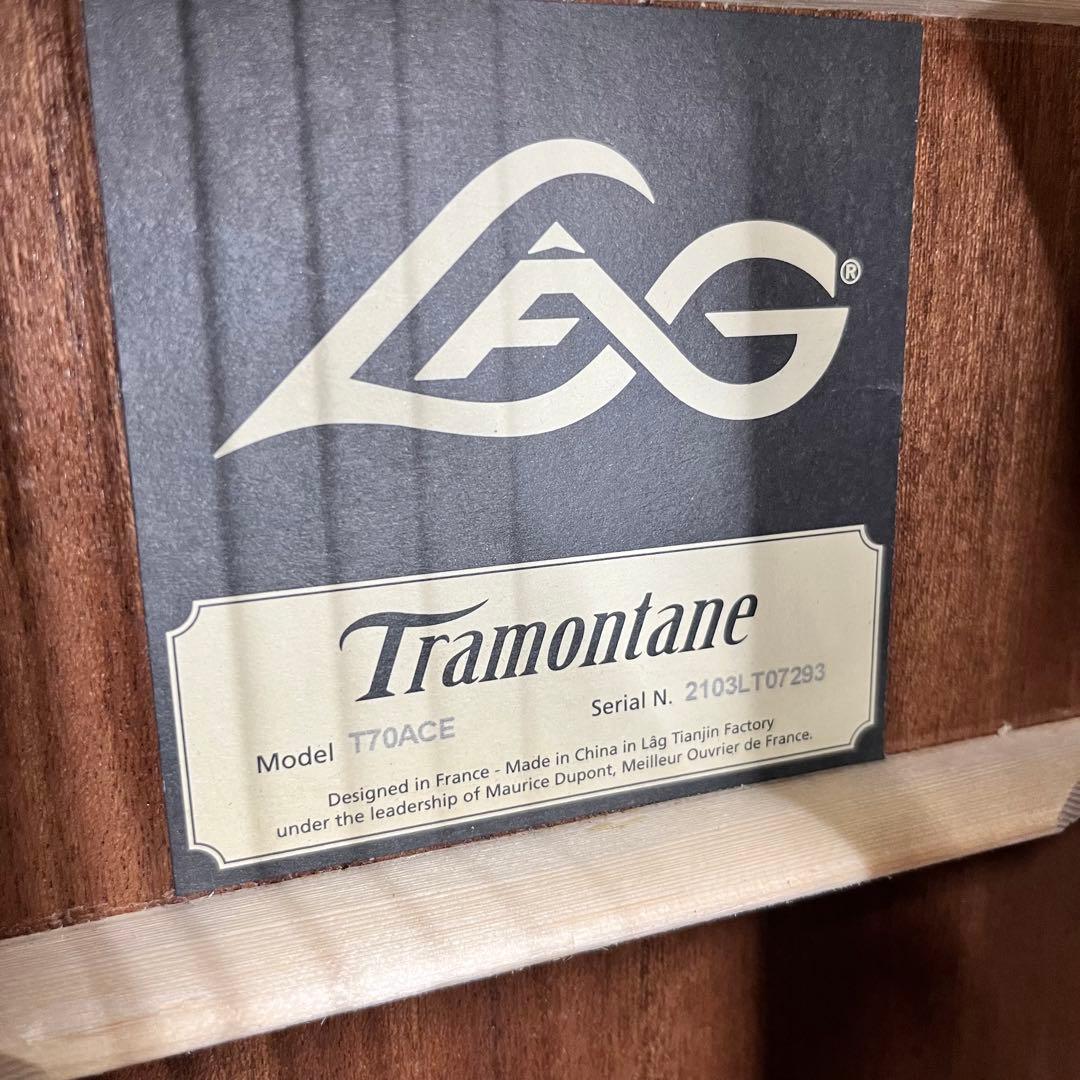 LÂG®
Tramontane
Model T70ACE Serial N. 2103LT07293
Designed in France - Made in China in Lâg Tianjin Factory
under the leadership of Maurice Dupont, Meilleur Ouvrier de France.